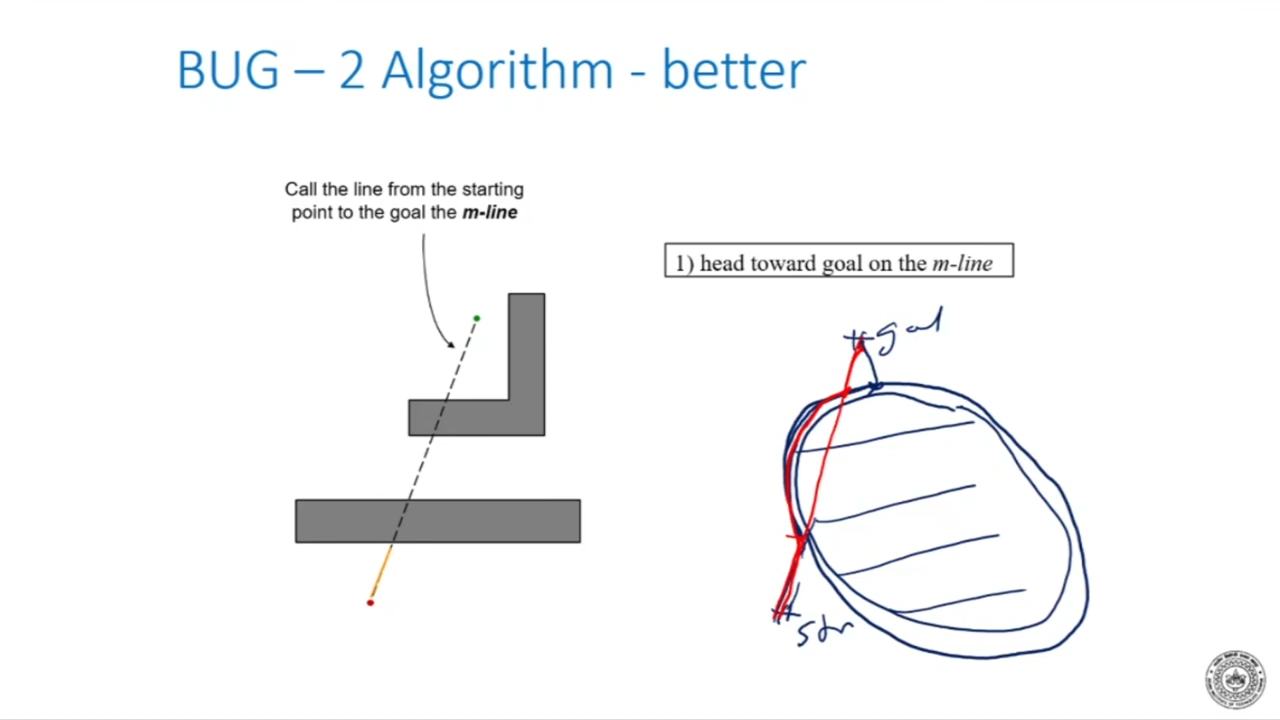 BUG – 2 Algorithm - better
Call the line from the starting
point to the goal the m-line
1) head toward goal on the m-line
goal